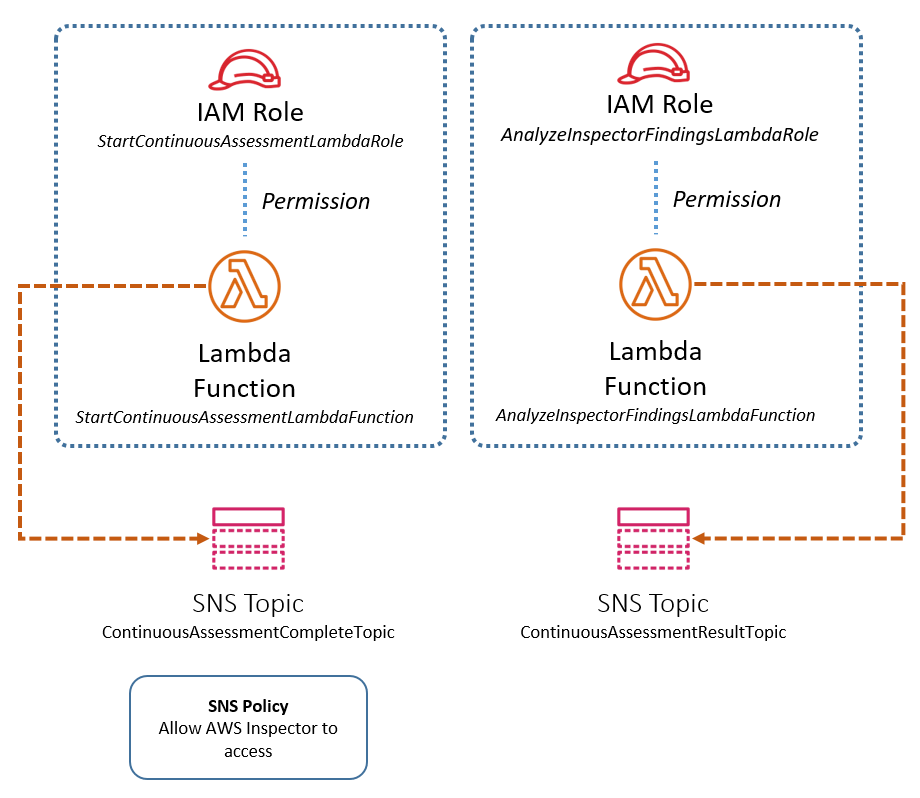 IAM Role
StartContinuousAssessmentLambdaRole
Permission
Lambda
Function
StartContinuousAssessmentLambdaFunction
IAM Role
AnalyzeInspectorFindingsLambdaRole
Permission
Lambda
Function
AnalyzeInspectorFindingsLambdaFunction
SNS Topic
ContinuousAssessmentCompleteTopic
SNS Topic
ContinuousAssessmentResultTopic
SNS Policy
Allow AWS Inspector to
access